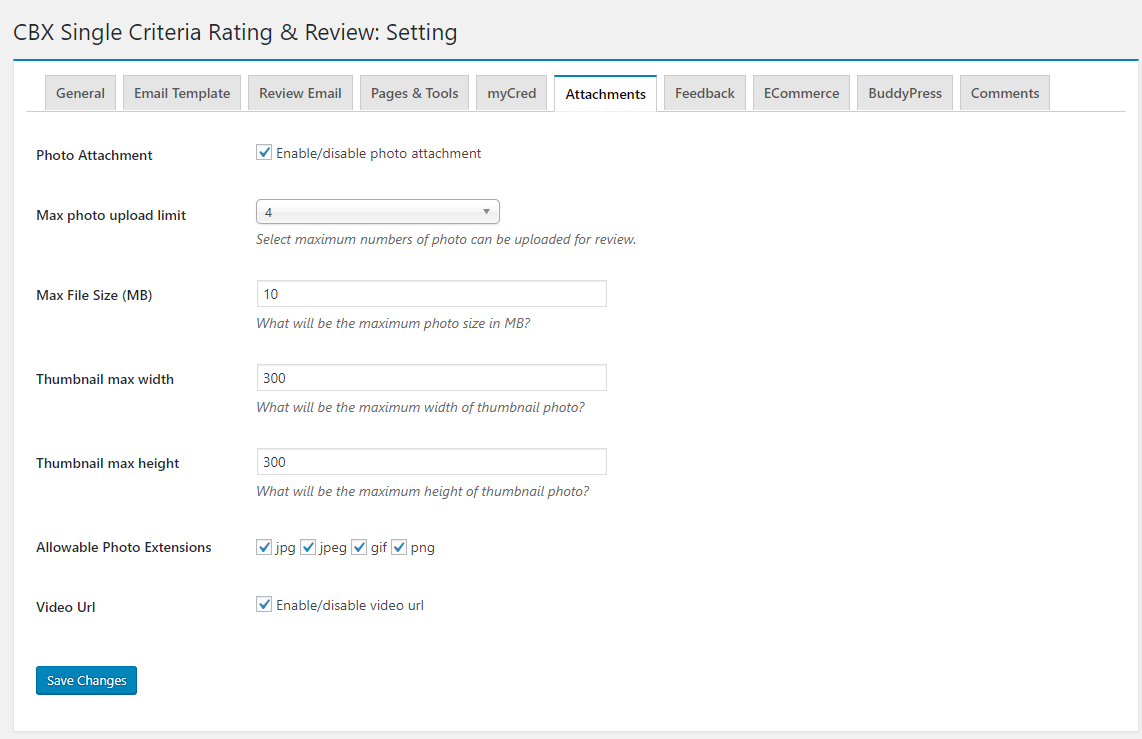 CBX Single Criteria Rating & Review: Setting
General Email Template Review Email Pages & Tools myCred Attachments Feedback ECommerce BuddyPress Comments
Photo Attachment Enable/disable photo attachment
Max photo upload limit 4
Select maximum numbers of photo can be uploaded for review.
Max File Size (MB) 10
What will be the maximum photo size in MB?
Thumbnail max width 300
What will be the maximum width of thumbnail photo?
Thumbnail max height 300
What will be the maximum height of thumbnail photo?
Allowable Photo Extensions jpg jpeg gif png
Video Url Enable/disable video url
Save Changes